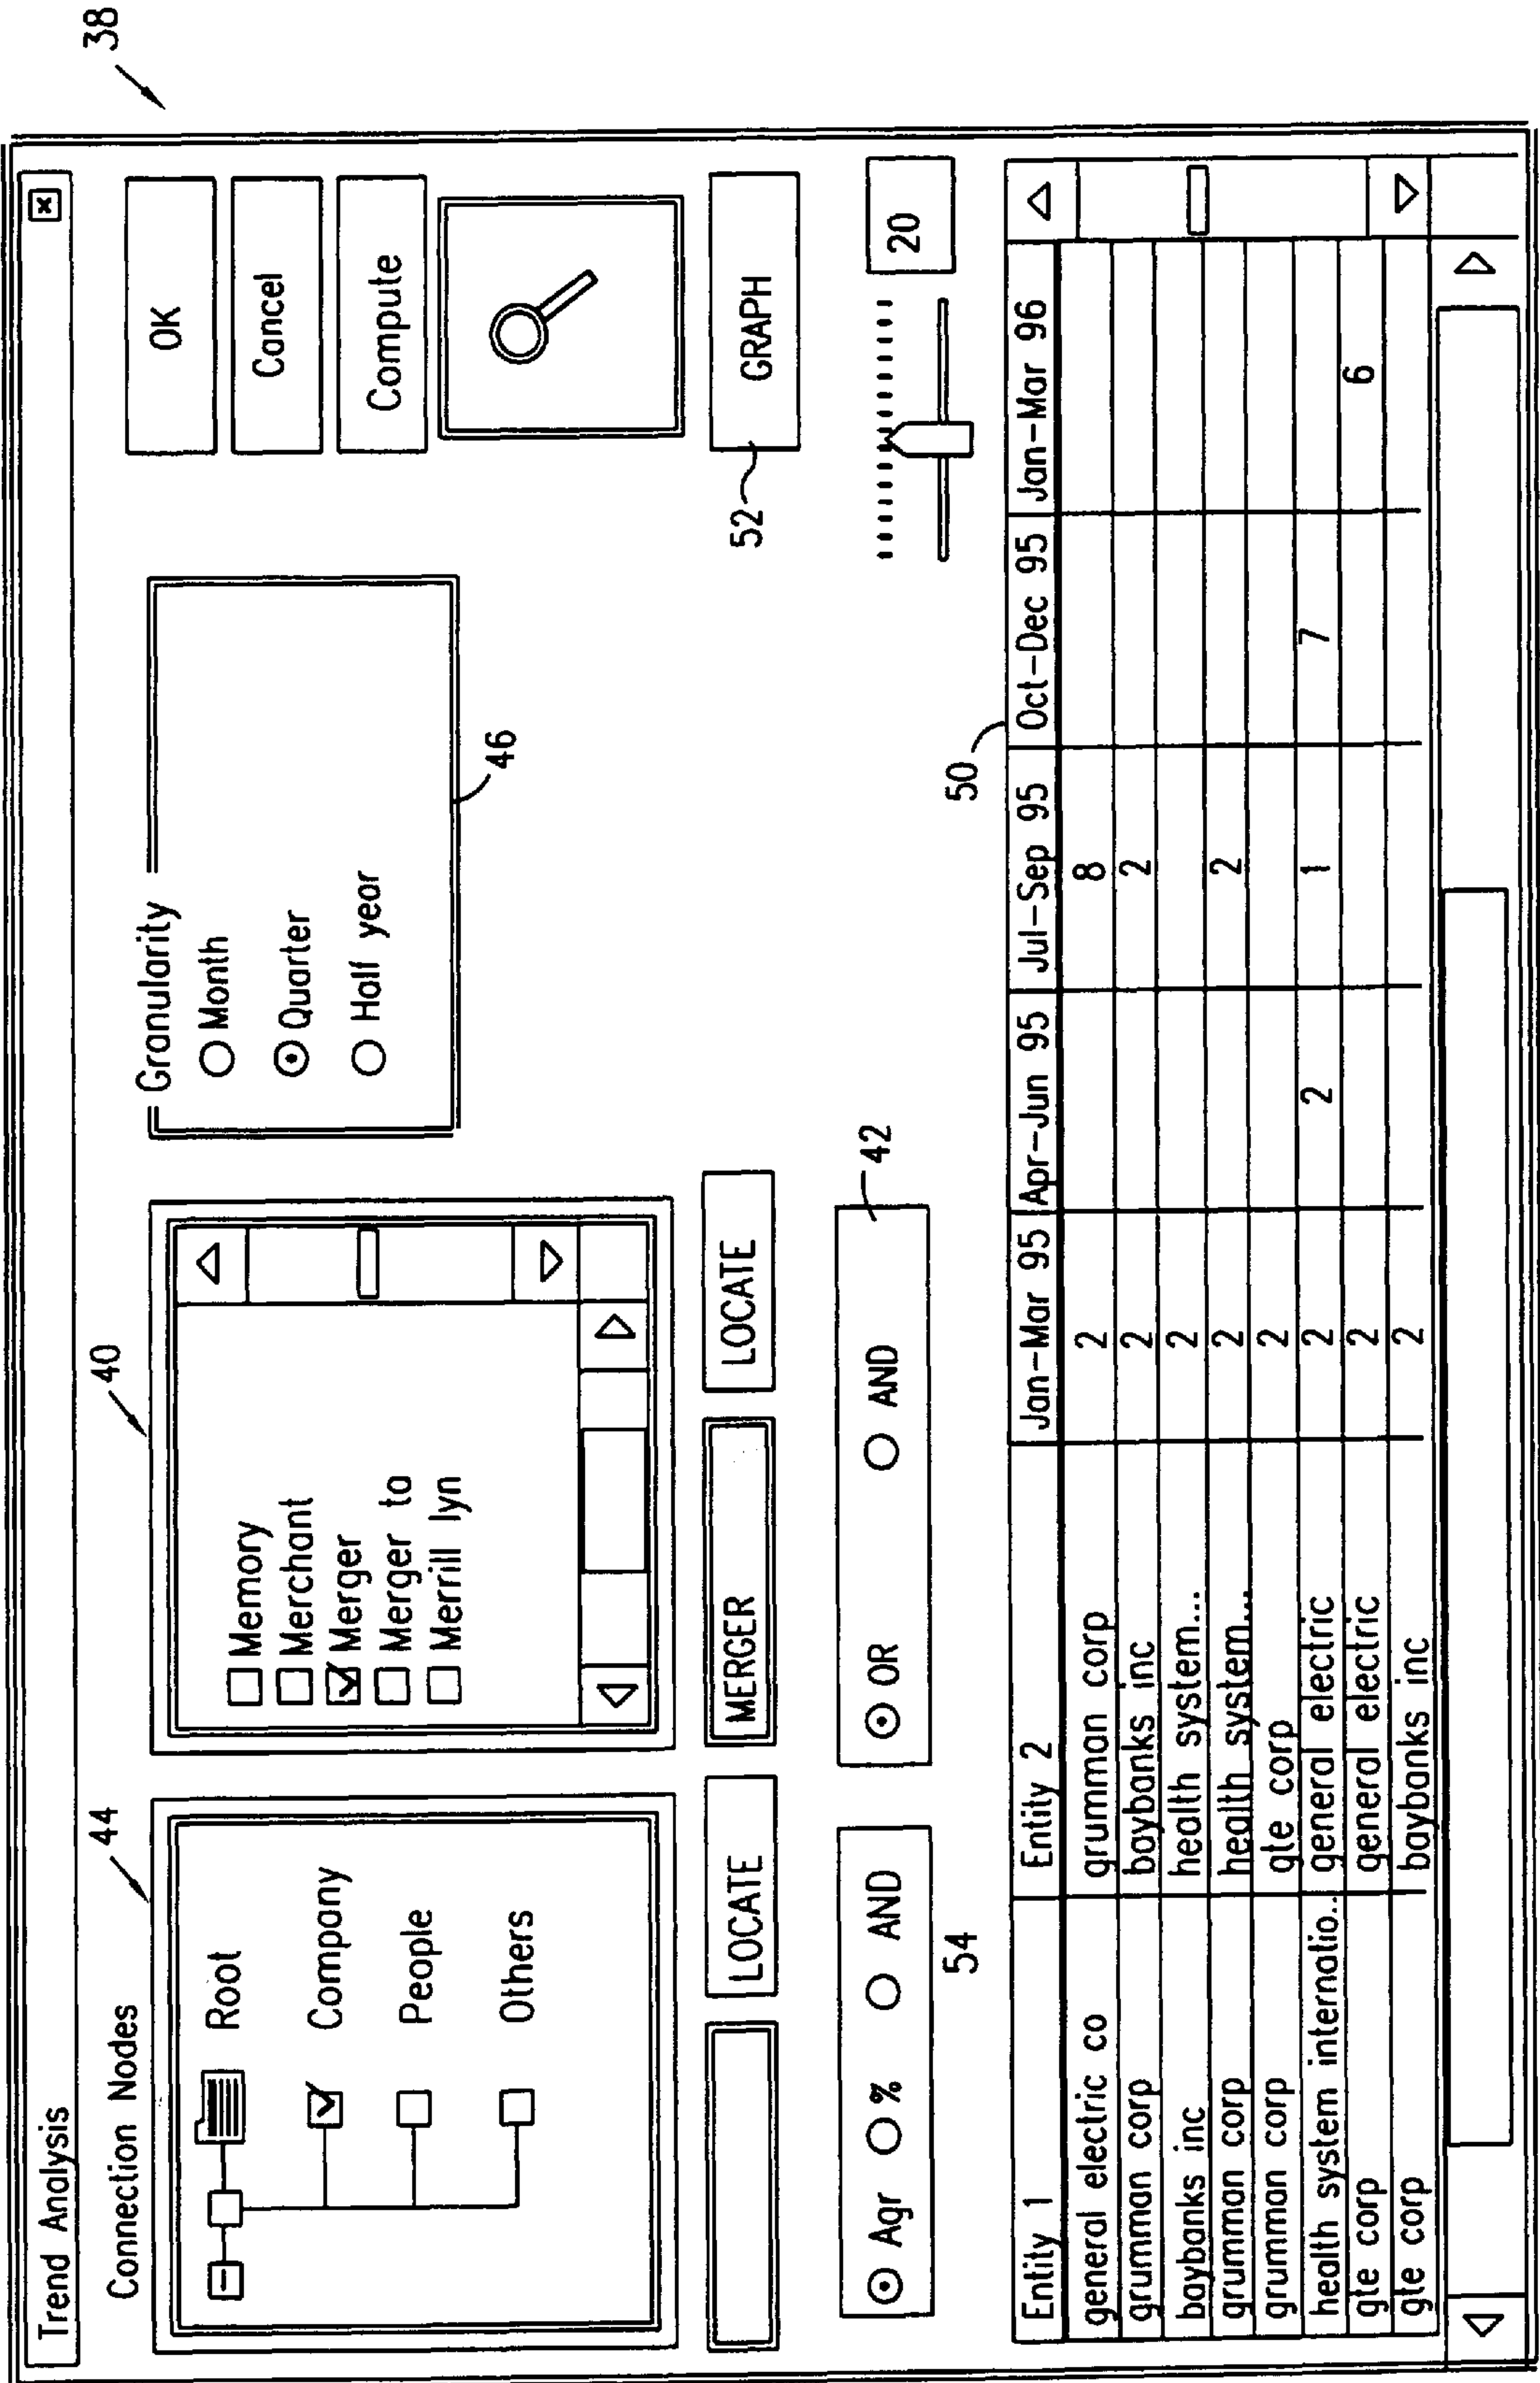 38
Trend Analysis
x
Connection Nodes
44
Root
Company
People
Others
40
Memory
Merchant
Merger
Merger to
Merrill lyn
Granularity
Month
Quarter
Half year
46
OK
Cancel
Compute
LOCATE
MERGER
LOCATE
52
GRAPH
Agr % AND
54
OR AND
42
20
50
Entity 1 Entity 2 Jan-Mar 95 Apr-Jun 95 Jul-Sep 95 Oct-Dec 95 Jan-Mar 96
general electric co grumman corp 2 8
grumman corp baybanks inc 2 2
baybanks inc health system... 2
grumman corp health system... 2 2
grumman corp gte corp 2
health system internatio.. general electric 2 2 1 7
gte corp general electric 2 6
gte corp baybanks inc 2